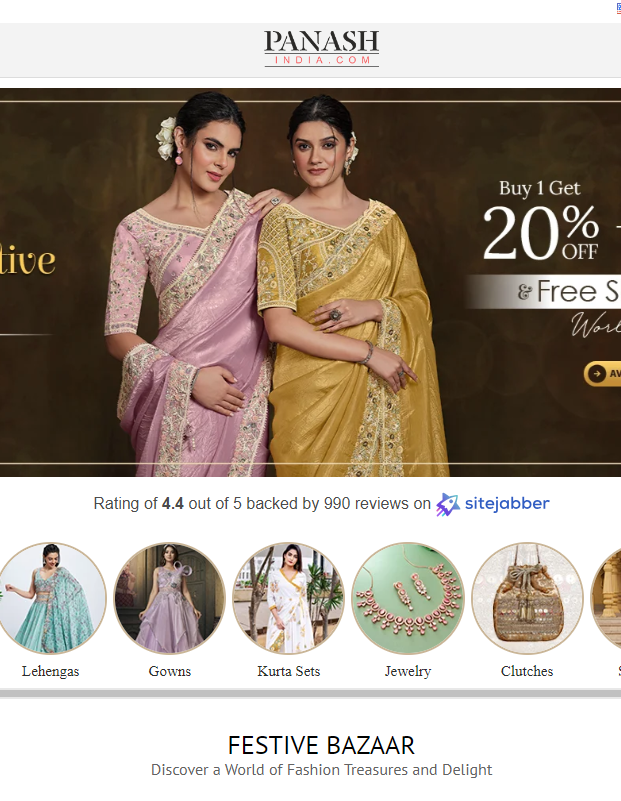 PANASH
INDIA.COM
tive
Buy 1 Get
20% OFF
& Free S
Worl
AV
Rating of 4.4 out of 5 backed by 990 reviews on sitejabber
Lehengas
Gowns
Kurta Sets
Jewelry
Clutches
FESTIVE BAZAAR
Discover a World of Fashion Treasures and Delight